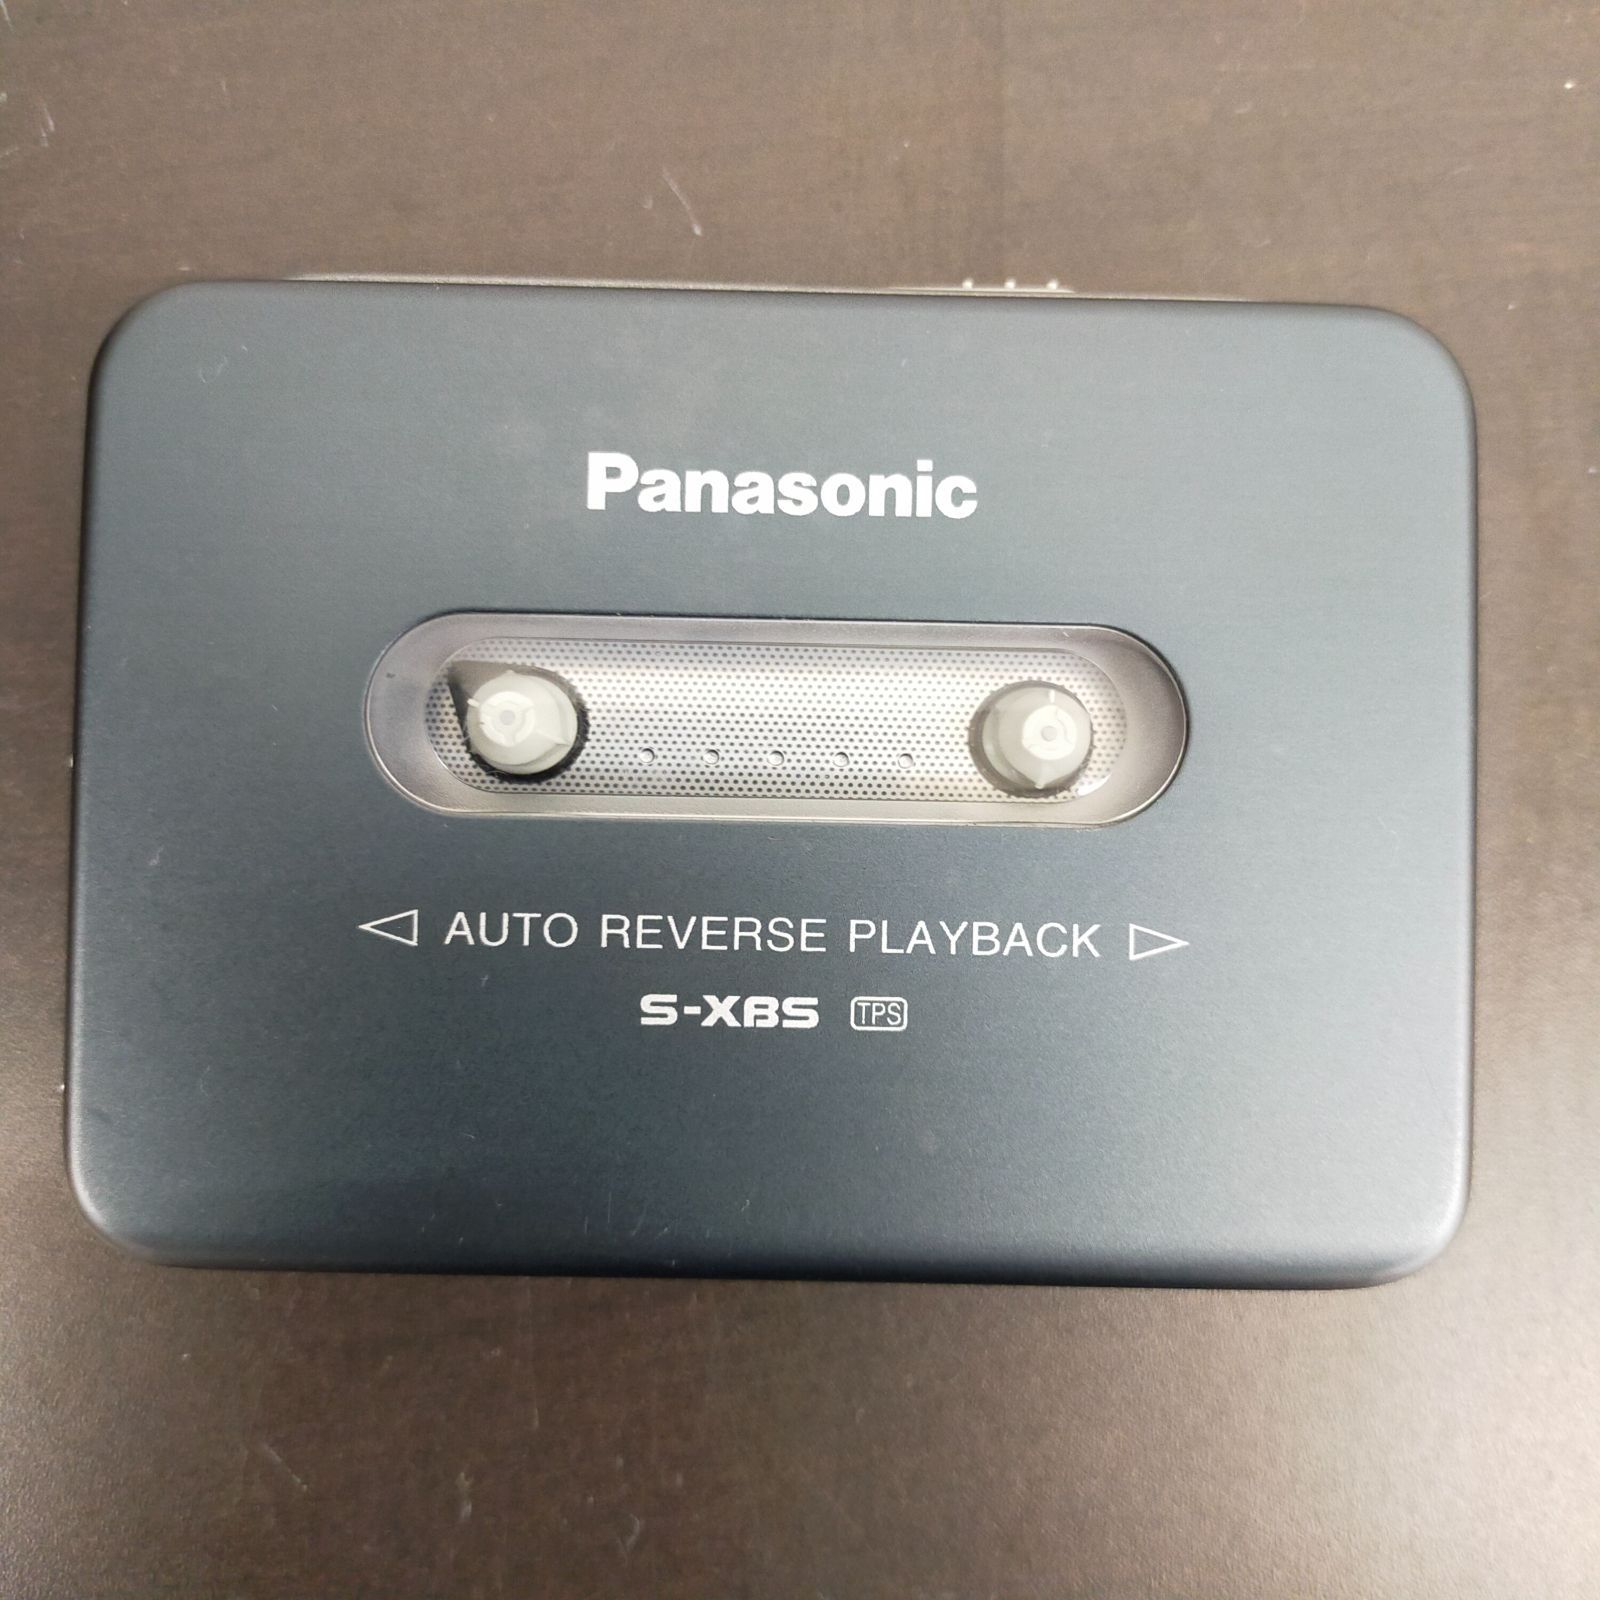 Panasonic
AUTO REVERSE PLAYBACK
S-XBS TPS